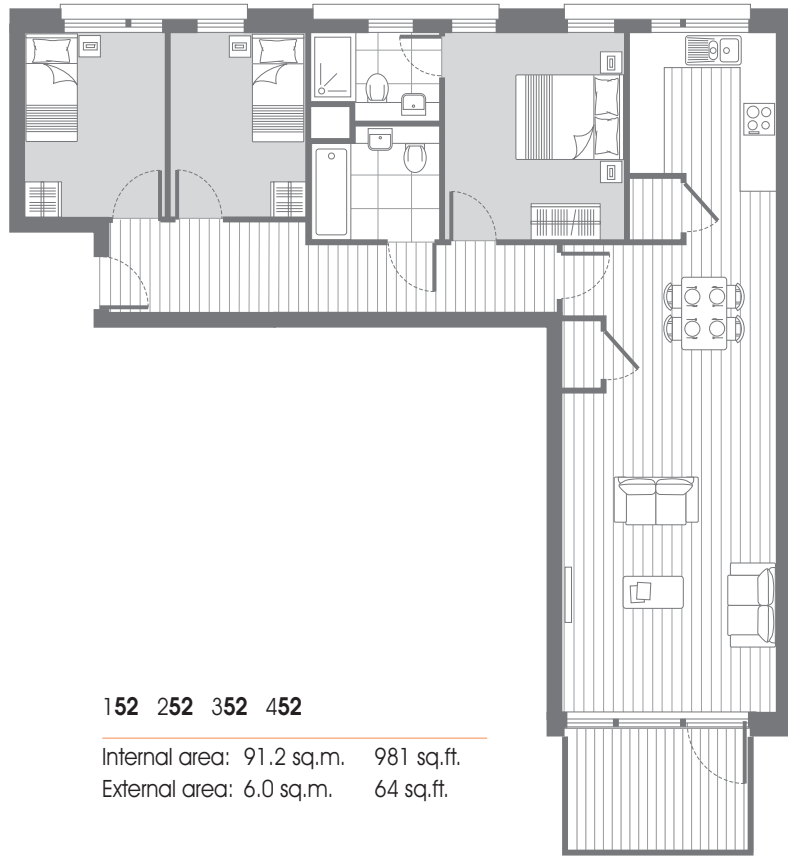 152 252 352 452
Internal area: 91.2 sq.m. 981 sq.ft.
External area: 6.0 sq.m. 64 sq.ft.